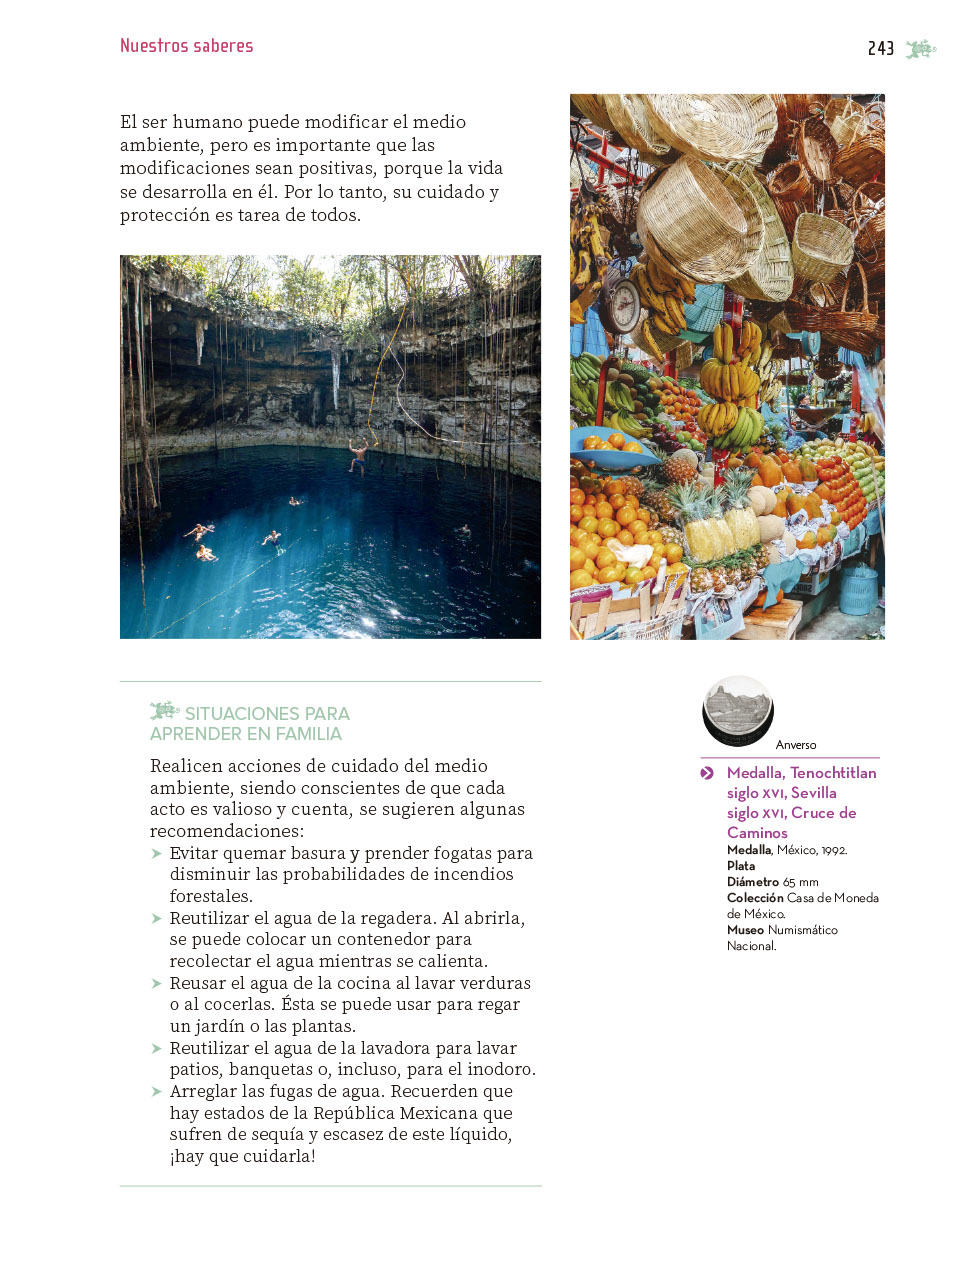 Nuestros saberes
243
El ser humano puede modificar el medio
ambiente, pero es importante que las
modificaciones sean positivas, porque la vida
se desarrolla en él. Por lo tanto, su cuidado y
protección es tarea de todos.
SITUACIONES PARA
APRENDER EN FAMILIA
Realicen acciones de cuidado del medio
ambiente, siendo conscientes de que cada
acto es valioso y cuenta, se sugieren algunas
recomendaciones:
➤ Evitar quemar basura y prender fogatas para
disminuir las probabilidades de incendios
forestales.
➤ Reutilizar el agua de la regadera. Al abrirla,
se puede colocar un contenedor para
recolectar el agua mientras se calienta.
➤ Reusar el agua de la cocina al lavar verduras
o al cocerlas. Ésta se puede usar para regar
un jardín o las plantas.
➤ Reutilizar el agua de la lavadora para lavar
patios, banquetas o, incluso, para el inodoro.
➤ Arreglar las fugas de agua. Recuerden que
hay estados de la República Mexicana que
sufren de sequía y escasez de este líquido,
¡hay que cuidarla!
Anverso
Medalla, Tenochtitlan
siglo XVI, Sevilla
siglo XVI, Cruce de
Caminos
Medalla, México, 1992.
Plata
Diámetro 65 mm
Colección Casa de Moneda
de México.
Museo Numismático
Nacional.